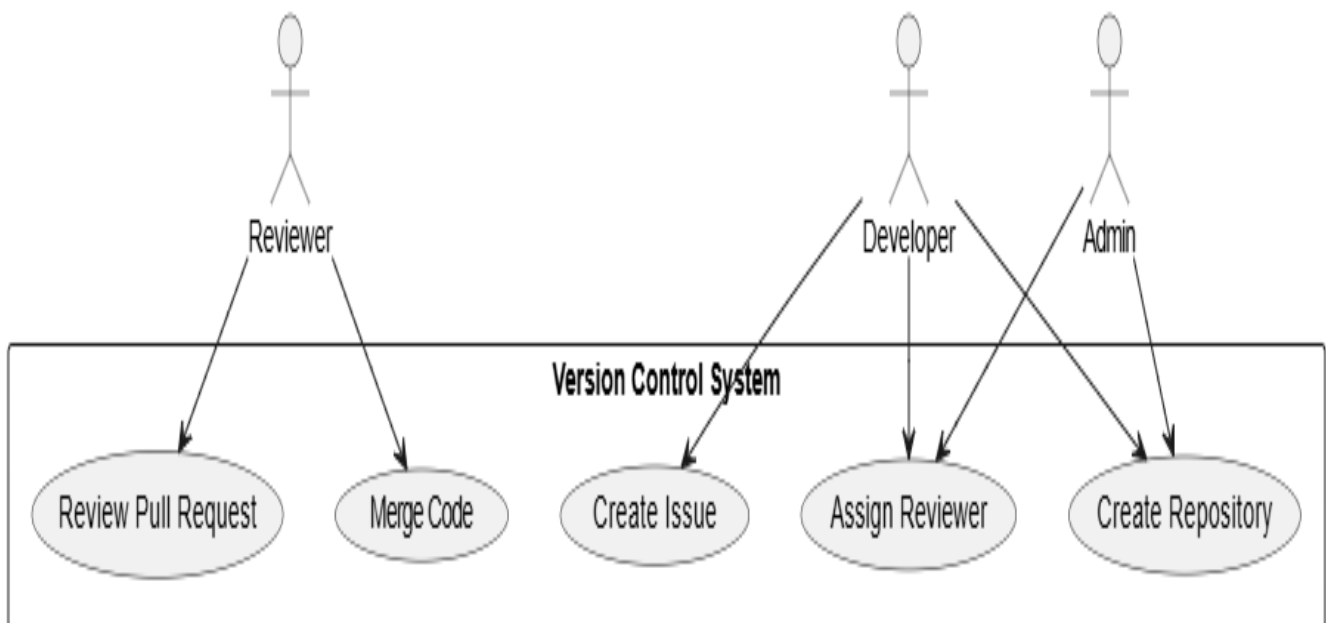 Reviewer
Developer
Admin
Version Control System
Review Pull Request
Merge Code
Create Issue
Assign Reviewer
Create Repository